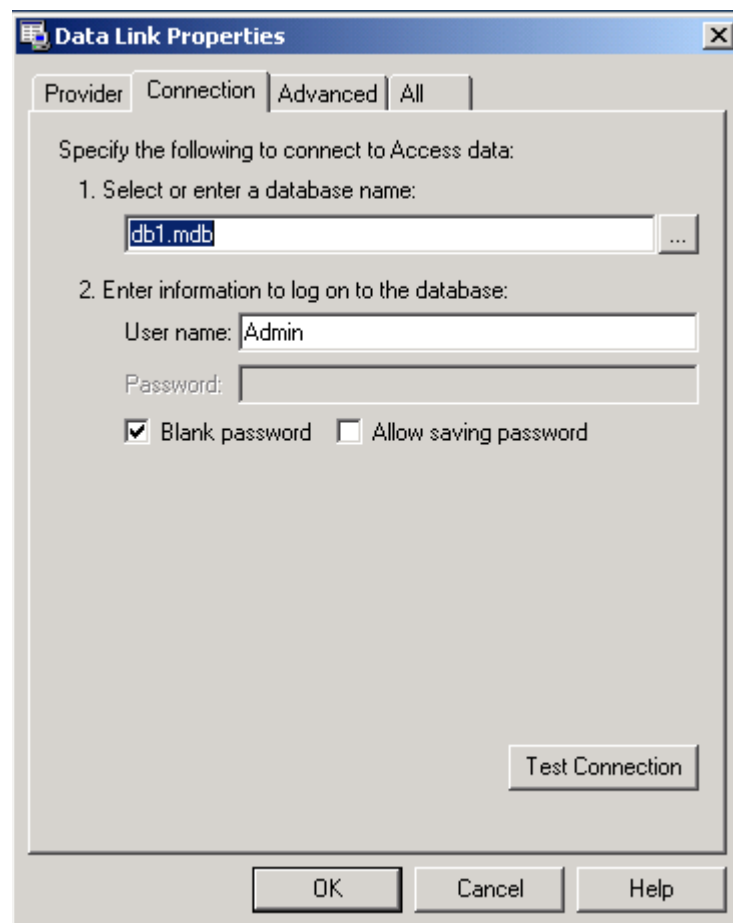 Data Link Properties
Provider Connection Advanced All
Specify the following to connect to Access data:
1. Select or enter a database name:
db1.mdb ...
2. Enter information to log on to the database:
User name: Admin
Password:
Blank password Allow saving password
Test Connection
OK Cancel Help